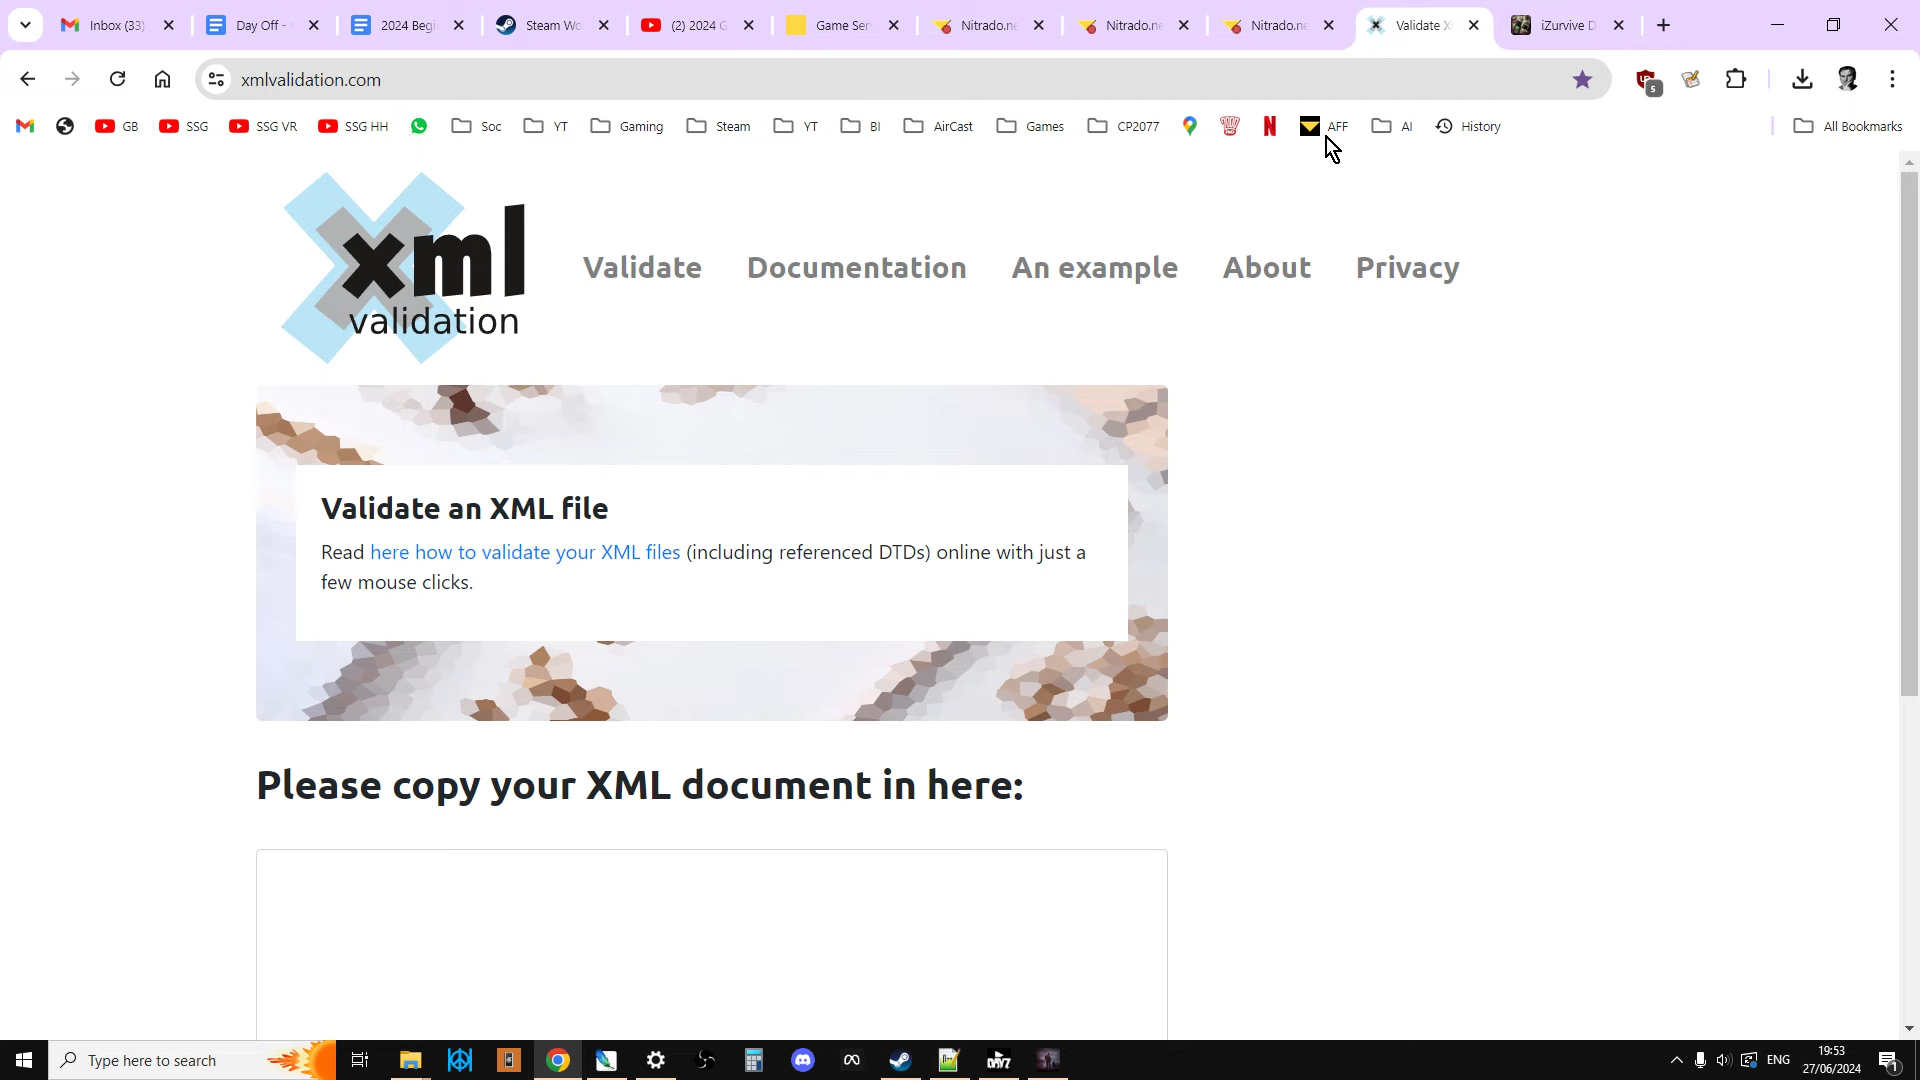 Inbox (33)
Day Off -
2024 Begi
Steam Wo
(2) 2024 G
Game Ser
Nitrado.ne
Nitrado.ne
Nitrado.ne
Validate X
iZurvive D
xmlvalidation.com
5
GB
SSG
SSG VR
SSG HH
Soc
YT
Gaming
Steam
YT
BI
AirCast
Games
CP2077
AFF
AI
History
All Bookmarks
xml
validation
Validate
Documentation
An example
About
Privacy
Validate an XML file
Read here how to validate your XML files (including referenced DTDs) online with just a
few mouse clicks.
Please copy your XML document in here:
Type here to search
DAYZ
ENG
19:53
27/06/2024
1